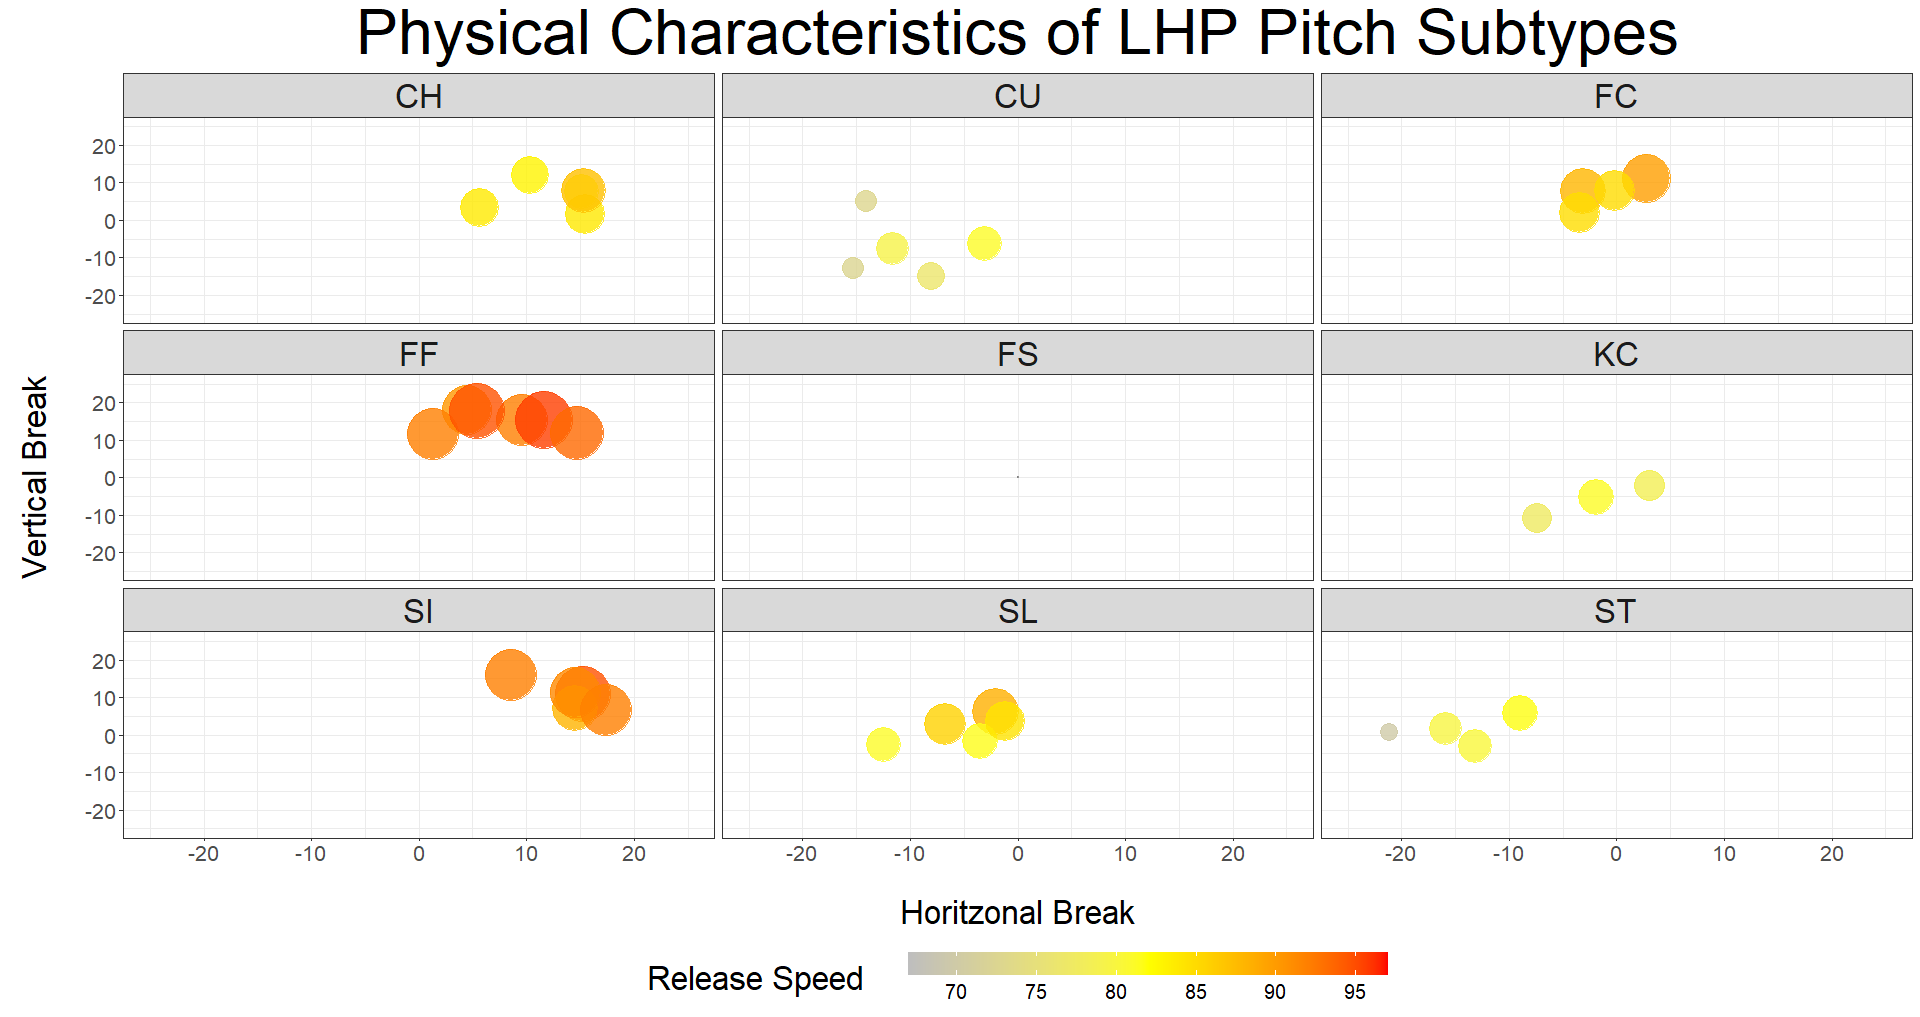 Physical Characteristics of LHP Pitch Subtypes
CH
CU
FC
20
10
0
-10
-20
FF
FS
KC
20
10
0
-10
-20
SI
SL
ST
20
10
0
-10
-20
Vertical Break
-20 -10 0 10 20
-20 -10 0 10 20
-20 -10 0 10 20
Horitzonal Break
Release Speed
70 75 80 85 90 95